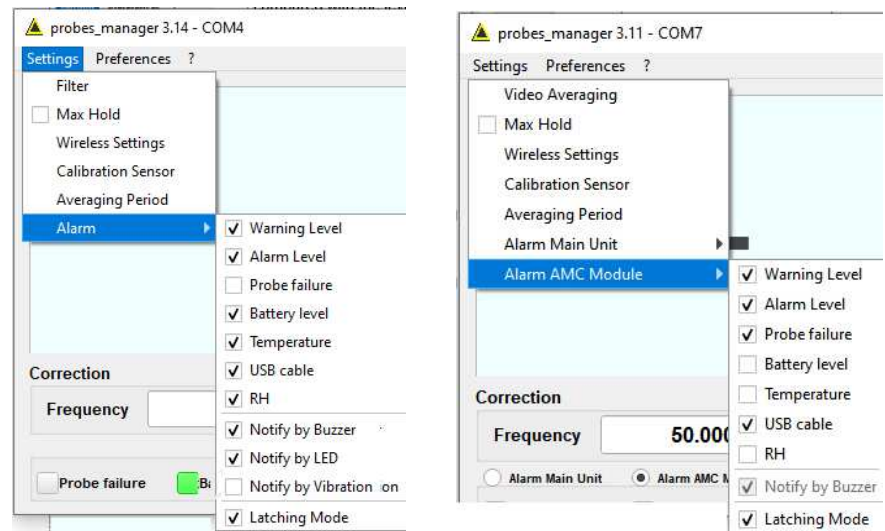 probes_manager 3.14 - COM4
Settings Preferences ?
Filter
Max Hold
Wireless Settings
Calibration Sensor
Averaging Period
Alarm
Warning Level
Alarm Level
Probe failure
Battery level
Temperature
USB cable
RH
Notify by Buzzer
Notify by LED
Notify by Vibration
Latching Mode
Correction
Frequency
Probe failure
probes_manager 3.11 - COM7
Settings Preferences ?
Video Averaging
Max Hold
Wireless Settings
Calibration Sensor
Averaging Period
Alarm Main Unit
Alarm AMC Module
Warning Level
Alarm Level
Probe failure
Battery level
Temperature
USB cable
RH
Notify by Buzzer
Latching Mode
Correction
Frequency 50.000
Alarm Main Unit Alarm AMC